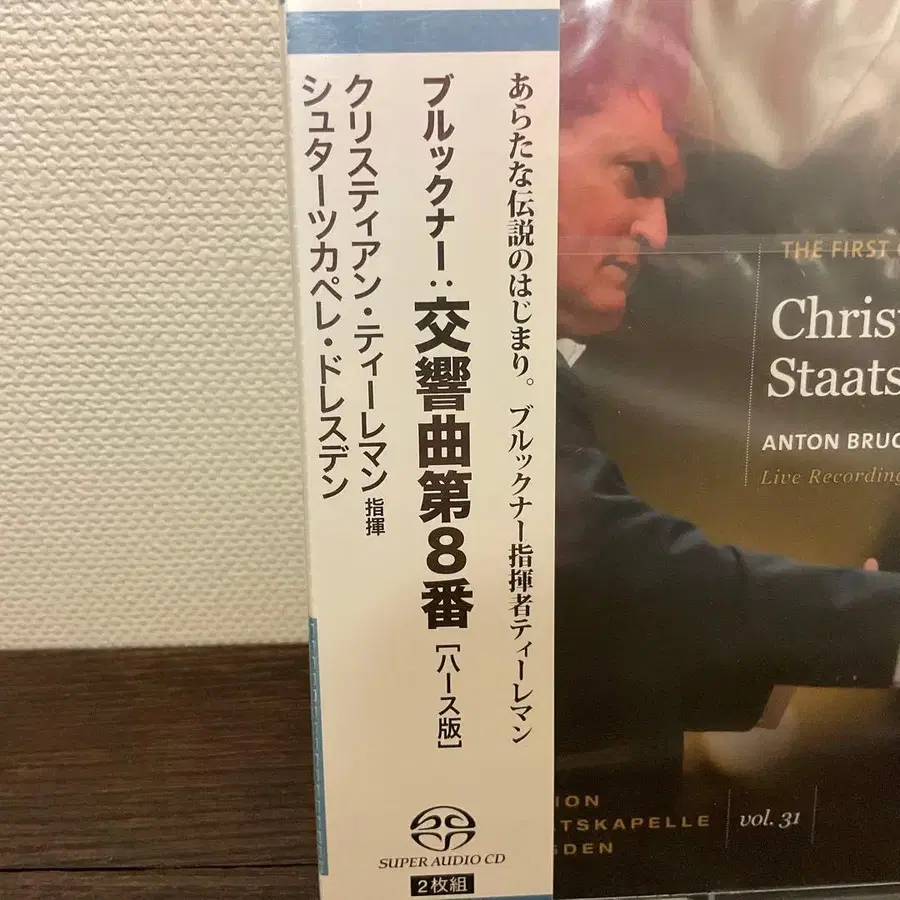 あらたな伝説のはじまり。ブルックナー指揮者ティーレマン
ブルックナー：交響曲第8番［ハース版］
クリスティアン・ティーレマン 指揮
シュターツカペレ・ドレスデン
SUPER AUDIO CD
2枚組
THE FIRST
Chris
Staats
ANTON BRUC
Live Recording
ION
TSKAPELLE
SDEN
vol. 31